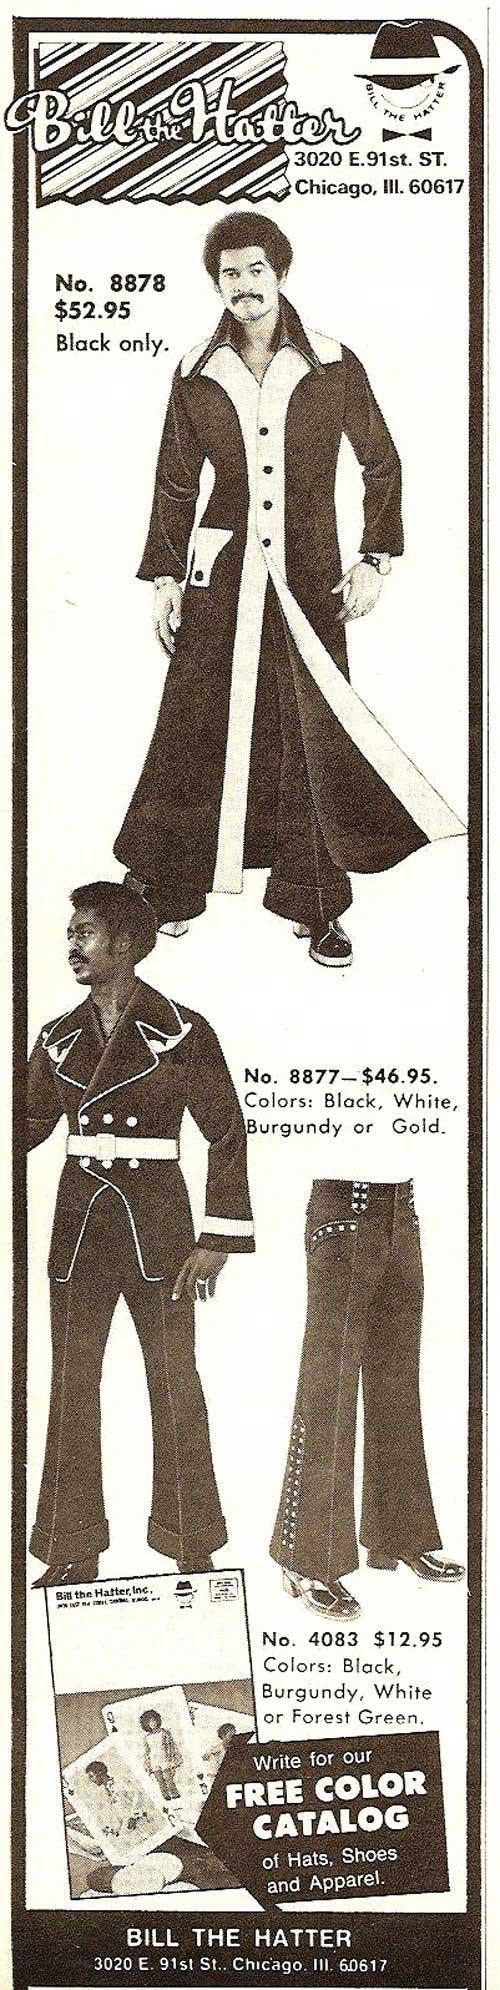 Bill the Hatter
BILL THE HATTER
3020 E.91st. ST.
Chicago, Ill. 60617
No. 8878
$52.95
Black only.
No. 8877—$46.95.
Colors: Black, White,
Burgundy or Gold.
Bill the Hatter, Inc.
No. 4083 $12.95
Colors: Black,
Burgundy, White
or Forest Green.
Write for our
FREE COLOR
CATALOG
of Hats, Shoes
and Apparel.
BILL THE HATTER
3020 E. 91st St.. Chicago. Ill. 60617